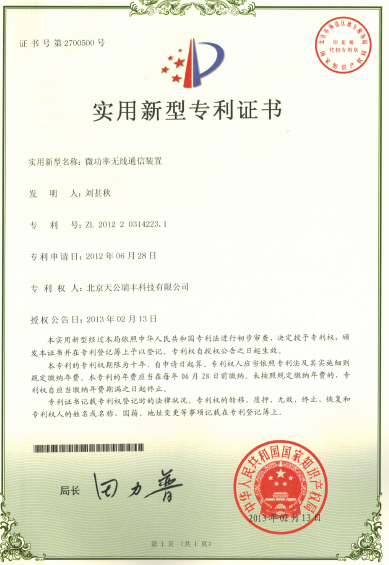 证书号第2700500号
实用新型专利证书
实用新型名称：微功率无线通信装置
发明人：刘甚秋
专利号：ZL 2012 2 0314223.1
专利申请日：2012年06月28日
专利权人：北京天公瑞丰科技有限公司
授权公告日：2013年02月13日
本实用新型经过本局依照中华人民共和国专利法进行初步审查，决定授予专利权，颁
发本证书并在专利登记簿上予以登记。专利权自授权公告之日起生效。
本专利的专利权期限为十年，自申请日起算。专利权人应当依照专利法及其实施细则
规定缴纳年费。本专利的年费应当在每年06月28日前缴纳。未按照规定缴纳年费的，专
利权自应当缴纳年费期满之日起终止。
专利证书记载专利权登记时的法律状况。专利权的转移、质押、无效、终止、恢复和
专利权人的姓名或名称、国籍、地址变更等事项记载在专利登记簿上。
局长
田力普
中华人民共和国国家知识产权局
2013年02月13日
第1页（共1页）